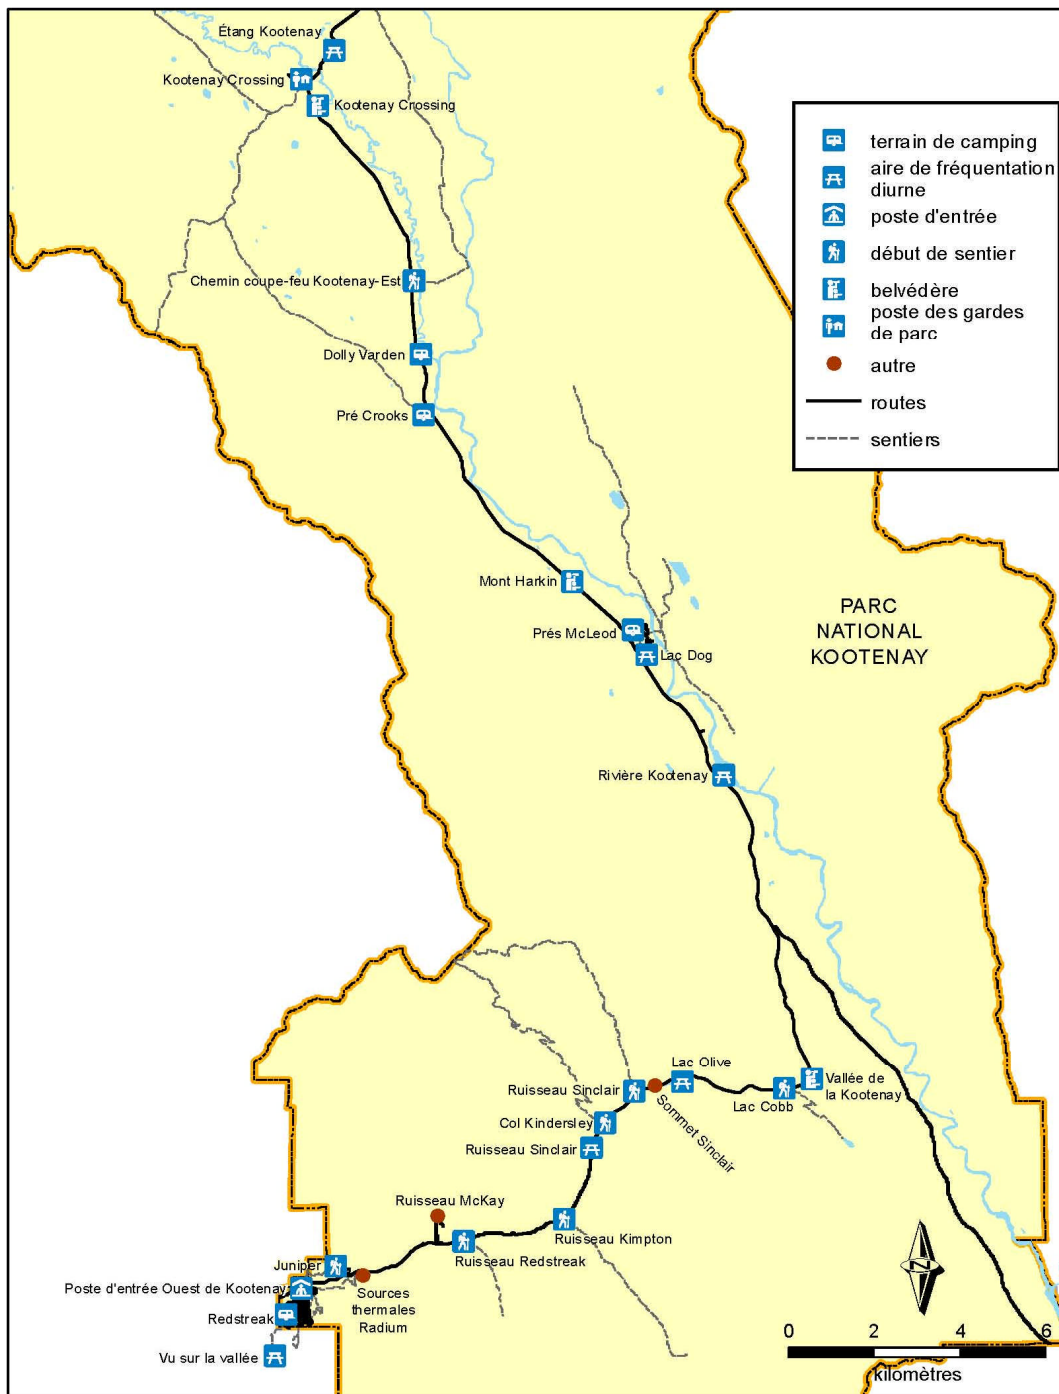 Étang Kootenay
Kootenay Crossing
Kootenay Crossing
terrain de camping
aire de fréquentation
diurne
poste d'entrée
début de sentier
belvédère
poste des gardes
de parc
autre
routes
sentiers
Chemin coupe-feu Kootenay-Est
Dolly Varden
Pré Crooks
Mont Harkin
Prés McLeod
Lac Dog
PARC
NATIONAL
KOOTENAY
Rivière Kootenay
Lac Olive
Ruisseau Sinclair
Sommet Sinclair
Lac Cobb
Vallée de
la Kootenay
Col Kindersley
Ruisseau Sinclair
Ruisseau McKay
Ruisseau Kimpton
Ruisseau Redstreak
Juniper
Poste d'entrée Ouest de Kootenay
Sources
thermales
Radium
Redstreak
Vu sur la vallée
N
0 2 4 6
kilomètres